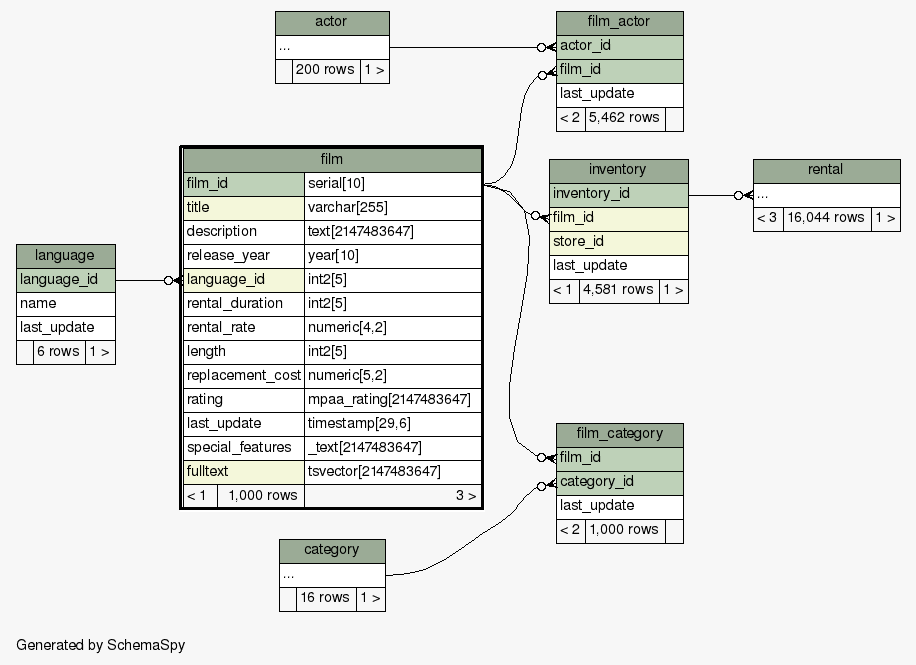 actor
...
200 rows 1 >
film_actor
actor_id
film_id
last_update
< 2 5,462 rows
film
film_id serial[10]
title varchar[255]
description text[2147483647]
release_year year[10]
language_id int2[5]
rental_duration int2[5]
rental_rate numeric[4,2]
length int2[5]
replacement_cost numeric[5,2]
rating mpaa_rating[2147483647]
last_update timestamp[29,6]
special_features _text[2147483647]
fulltext tsvector[2147483647]
< 1 1,000 rows 3 >
inventory
inventory_id
film_id
store_id
last_update
< 1 4,581 rows 1 >
rental
...
< 3 16,044 rows 1 >
language
language_id
name
last_update
6 rows 1 >
film_category
film_id
category_id
last_update
< 2 1,000 rows
category
...
16 rows 1 >
Generated by SchemaSpy